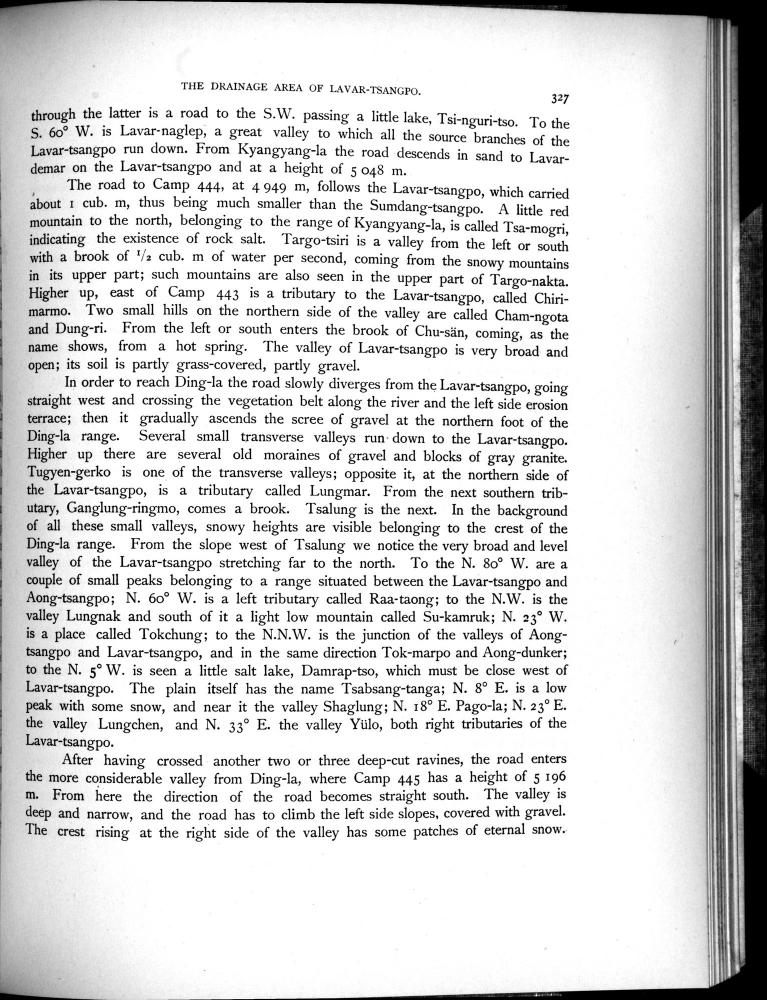 THE DRAINAGE AREA OF LAVAR-TSANGPO.
327
through the latter is a road to the S.W. passing a little lake, Tsi-nguri-tso. To the
S. 60° W. is Lavar-naglep, a great valley to which all the source branches of the
Lavar-tsangpo run down. From Kyangyang-la the road descends in sand to Lavar-
demar on the Lavar-tsangpo and at a height of 5 048 m.
The road to Camp 444, at 4 949 m, follows the Lavar-tsangpo, which carried
about 1 cub. m, thus being much smaller than the Sumdang-tsangpo. A little red
mountain to the north, belonging to the range of Kyangyang-la, is called Tsa-mogri,
indicating the existence of rock salt. Targo-tsiri is a valley from the left or south
with a brook of 1/2 cub. m of water per second, coming from the snowy mountains
in its upper part; such mountains are also seen in the upper part of Targo-nakta.
Higher up, east of Camp 443 is a tributary to the Lavar-tsangpo, called Chiri-
marmo. Two small hills on the northern side of the valley are called Cham-ngota
and Dung-ri. From the left or south enters the brook of Chu-sän, coming, as the
name shows, from a hot spring. The valley of Lavar-tsangpo is very broad and
open; its soil is partly grass-covered, partly gravel.
In order to reach Ding-la the road slowly diverges from the Lavar-tsangpo, going
straight west and crossing the vegetation belt along the river and the left side erosion
terrace; then it gradually ascends the scree of gravel at the northern foot of the
Ding-la range. Several small transverse valleys run down to the Lavar-tsangpo.
Higher up there are several old moraines of gravel and blocks of gray granite.
Tugyen-gerko is one of the transverse valleys; opposite it, at the northern side of
the Lavar-tsangpo, is a tributary called Lungmar. From the next southern trib-
utary, Ganglung-ringmo, comes a brook. Tsalung is the next. In the background
of all these small valleys, snowy heights are visible belonging to the crest of the
Ding-la range. From the slope west of Tsalung we notice the very broad and level
valley of the Lavar-tsangpo stretching far to the north. To the N. 80° W. are a
couple of small peaks belonging to a range situated between the Lavar-tsangpo and
Aong-tsangpo; N. 60° W. is a left tributary called Raa-taong; to the N.W. is the
valley Lungnak and south of it a light low mountain called Su-kamruk; N. 23° W.
is a place called Tokchung; to the N.N.W. is the junction of the valleys of Aong-
tsangpo and Lavar-tsangpo, and in the same direction Tok-marpo and Aong-dunker;
to the N. 5° W. is seen a little salt lake, Damrap-tso, which must be close west of
Lavar-tsangpo. The plain itself has the name Tsabsang-tanga; N. 8° E. is a low
peak with some snow, and near it the valley Shaglung; N. 18° E. Pago-la; N. 23° E.
the valley Lungchen, and N. 33° E. the valley Yülo, both right tributaries of the
Lavar-tsangpo.
After having crossed another two or three deep-cut ravines, the road enters
the more considerable valley from Ding-la, where Camp 445 has a height of 5 196
m. From here the direction of the road becomes straight south. The valley is
deep and narrow, and the road has to climb the left side slopes, covered with gravel.
The crest rising at the right side of the valley has some patches of eternal snow.